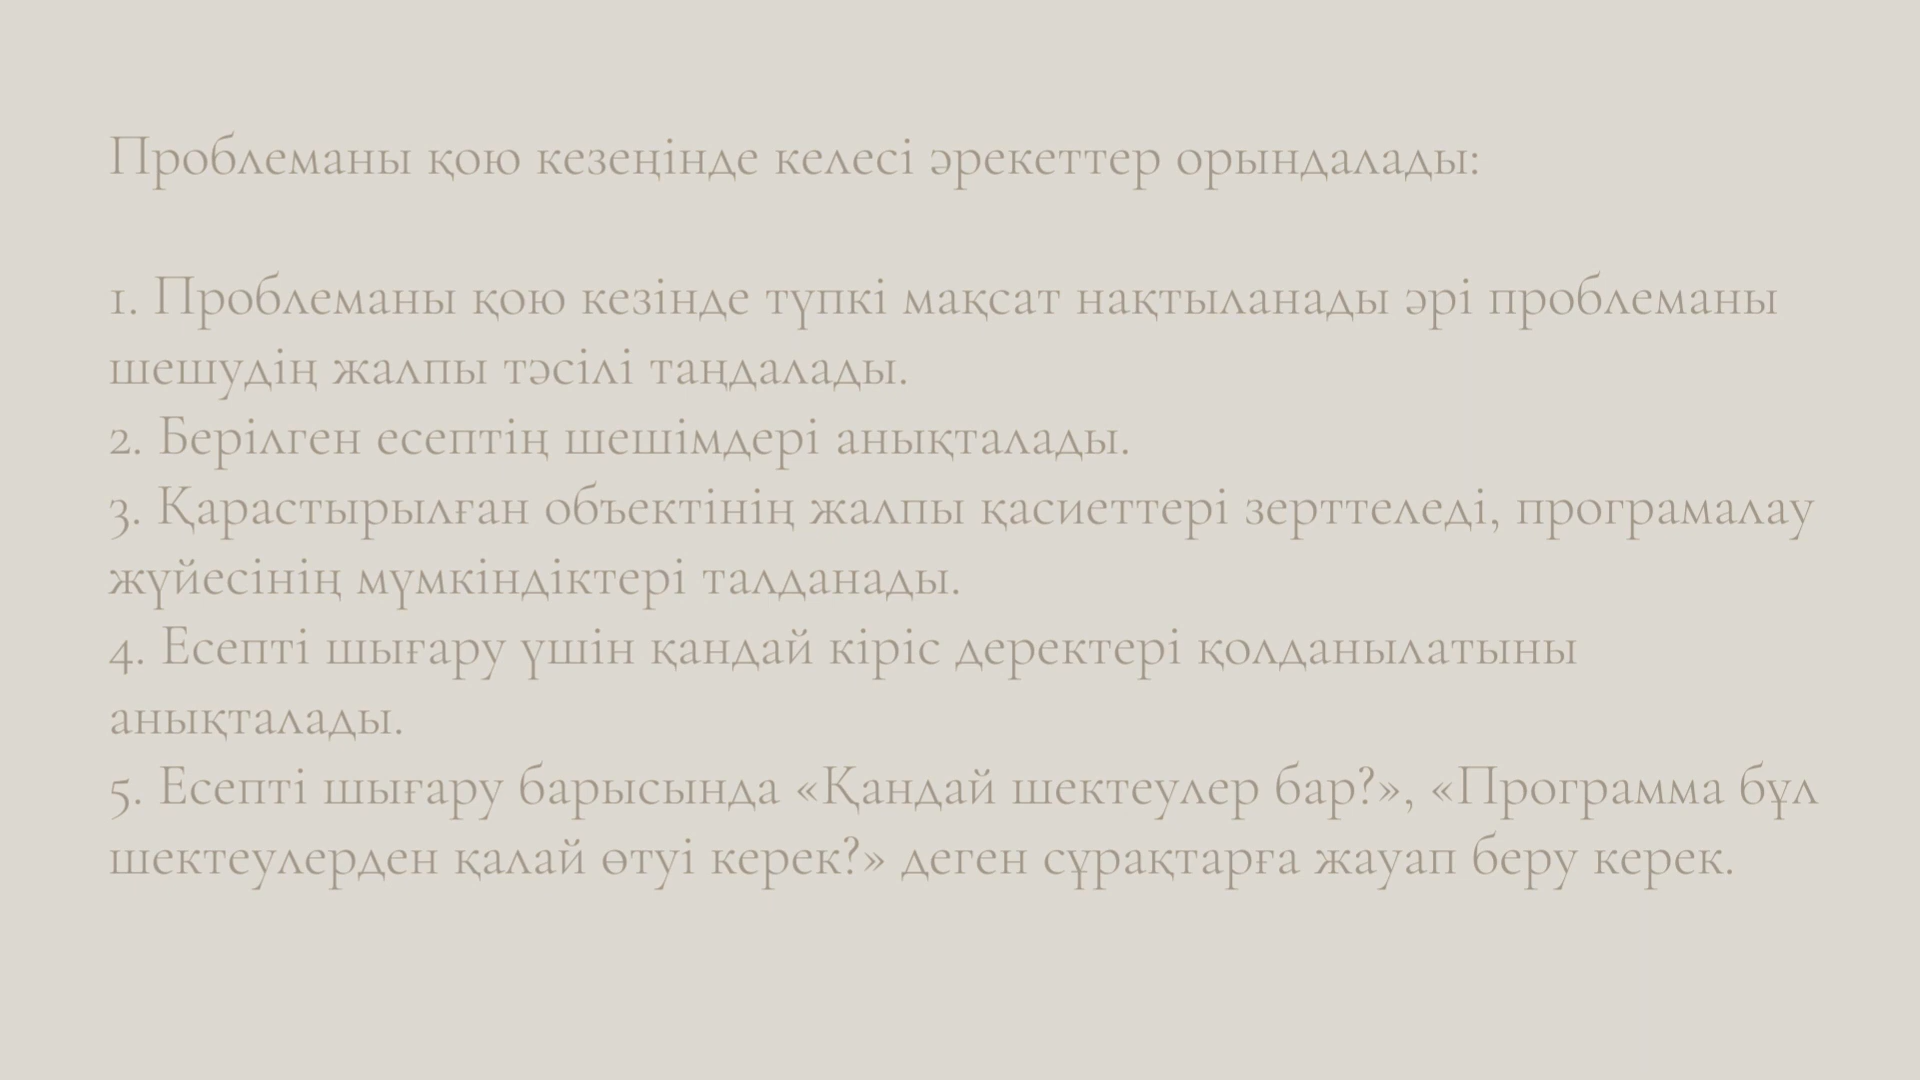 Проблеманы қою кезеңінде келесі әрекеттер орындалады:
1. Проблеманы қою кезінде түпкі мақсат нақтыланады әрі проблеманы
шешудің жалпы тәсілі таңдалады.
2. Берілген есептің шешімдері анықталады.
3. Қарастырылған объектінің жалпы қасиеттері зерттеледі, програмалау
жүйесінің мүмкіндіктері талданады.
4. Есепті шығару үшін қандай кіріс деректері қолданылатыны
анықталады.
5. Есепті шығару барысында «Қандай шектеулер бар?», «Программа бұл
шектеулерден қалай өтуі керек?» деген сұрақтарға жауап беру керек.